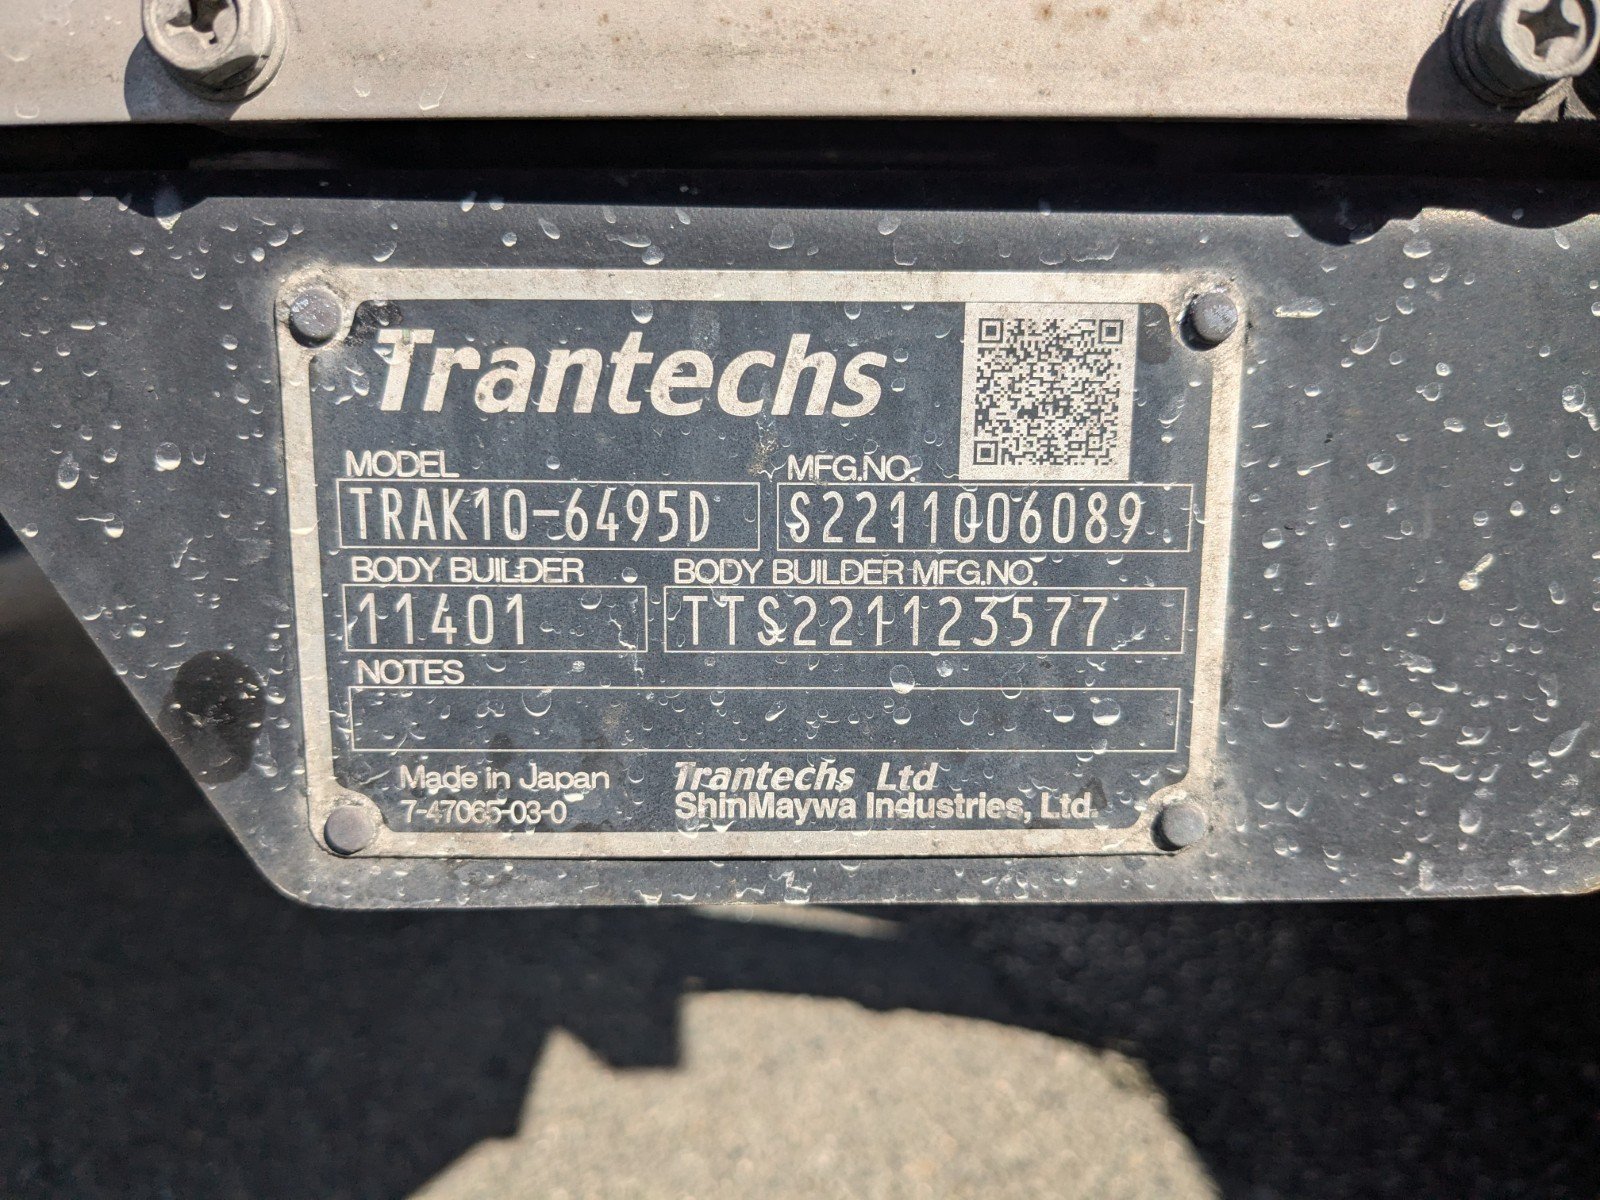 Trantechs
MODEL MFG.NO.
TRAK10-6495D S2211006089
BODY BUILDER BODY BUILDER MFG.NO.
11401 TTS221123577
NOTES
Made in Japan Trantechs Ltd
7-47065-03-0 ShinMaywa Industries, Ltd.